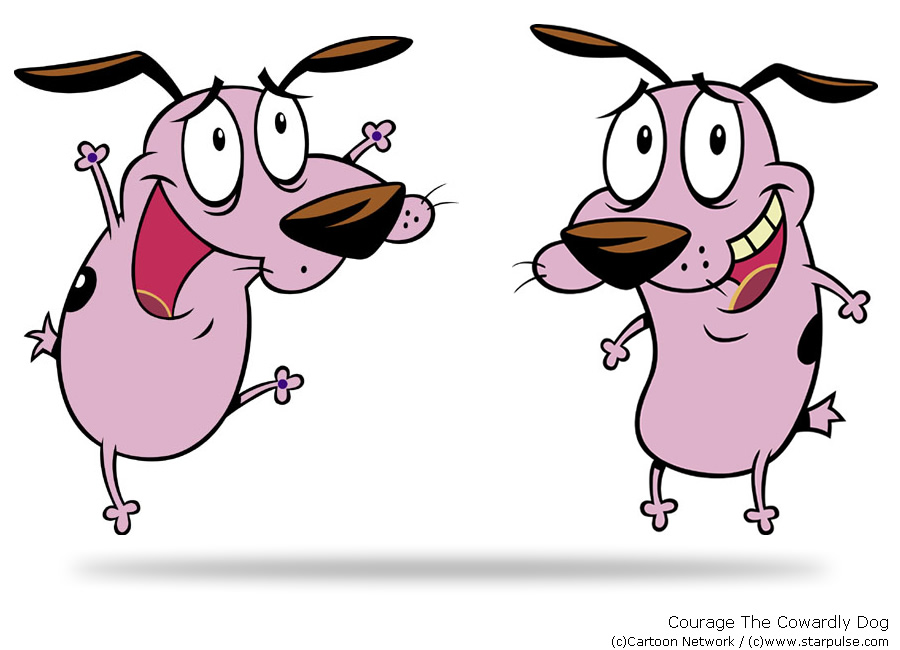 Courage The Cowardly Dog
(c)Cartoon Network / (c)www.starpulse.com